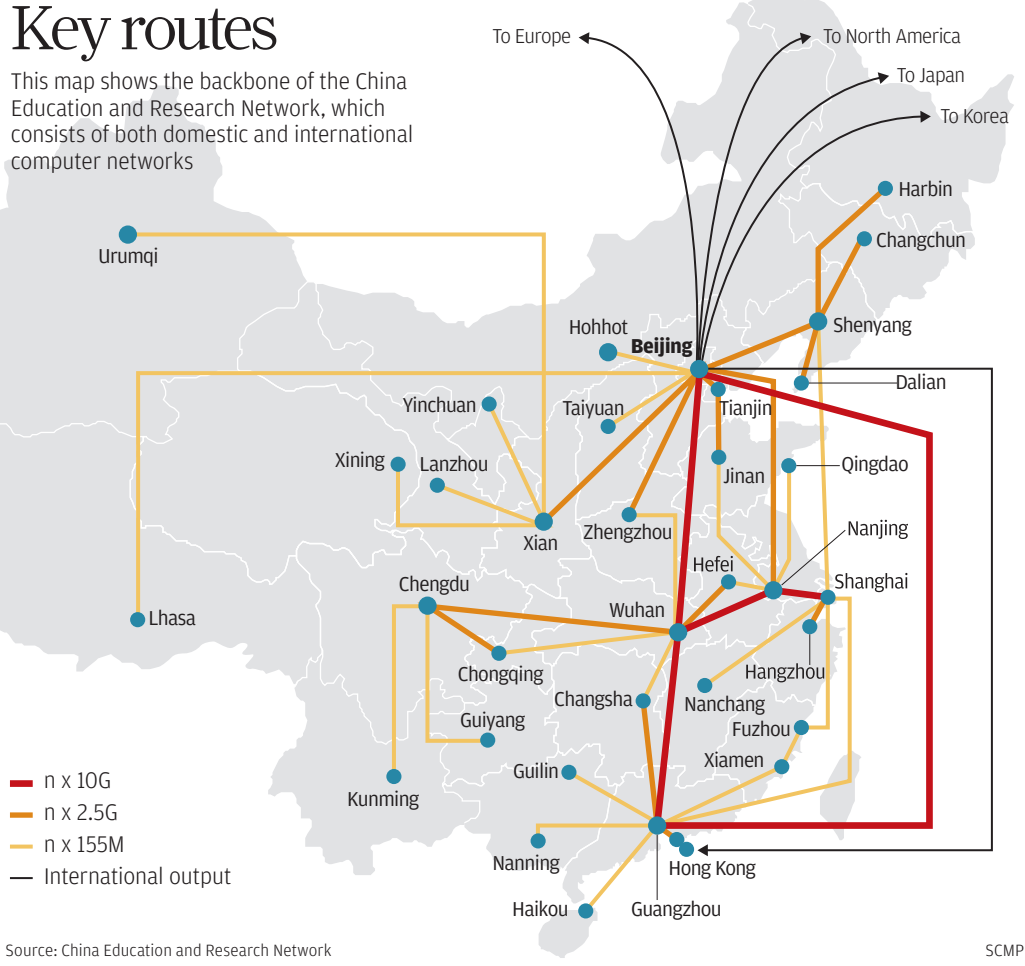 Key routes
This map shows the backbone of the China
Education and Research Network, which
consists of both domestic and international
computer networks
To Europe
To North America
To Japan
To Korea
Harbin
Changchun
Urumqi
Shenyang
Hohhot
Beijing
Dalian
Yinchuan
Taiyuan
Tianjin
Xining
Lanzhou
Jinan
Qingdao
Zhengzhou
Xian
Nanjing
Hefei
Chengdu
Shanghai
Wuhan
Lhasa
Chongqing
Hangzhou
Changsha
Nanchang
Guiyang
Fuzhou
Xiamen
Guilin
Kunming
n x 10G
n x 2.5G
n x 155M
International output
Nanning
Hong Kong
Haikou
Guangzhou
Source: China Education and Research Network
SCMP